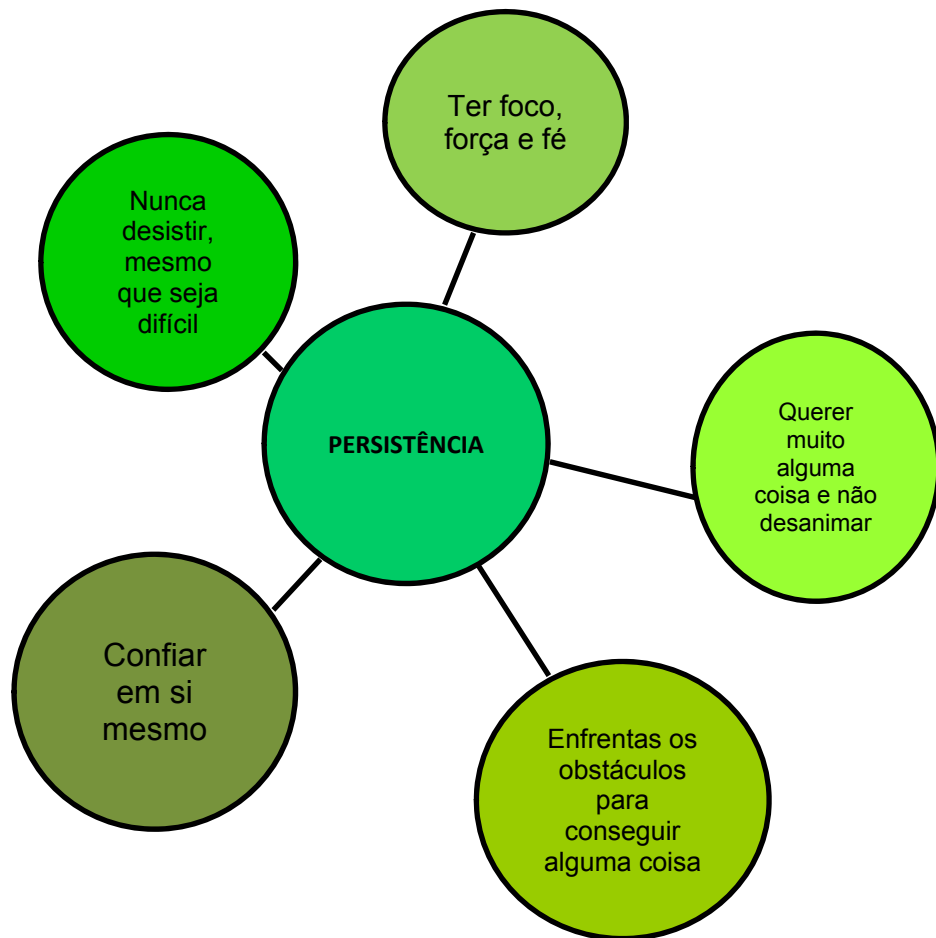 Ter foco,
força e fé
Nunca
desistir,
mesmo
que seja
difícil
PERSISTÊNCIA
Querer
muito
alguma
coisa e não
desanimar
Confiar
em si
mesmo
Enfrentas os
obstáculos
para
conseguir
alguma coisa